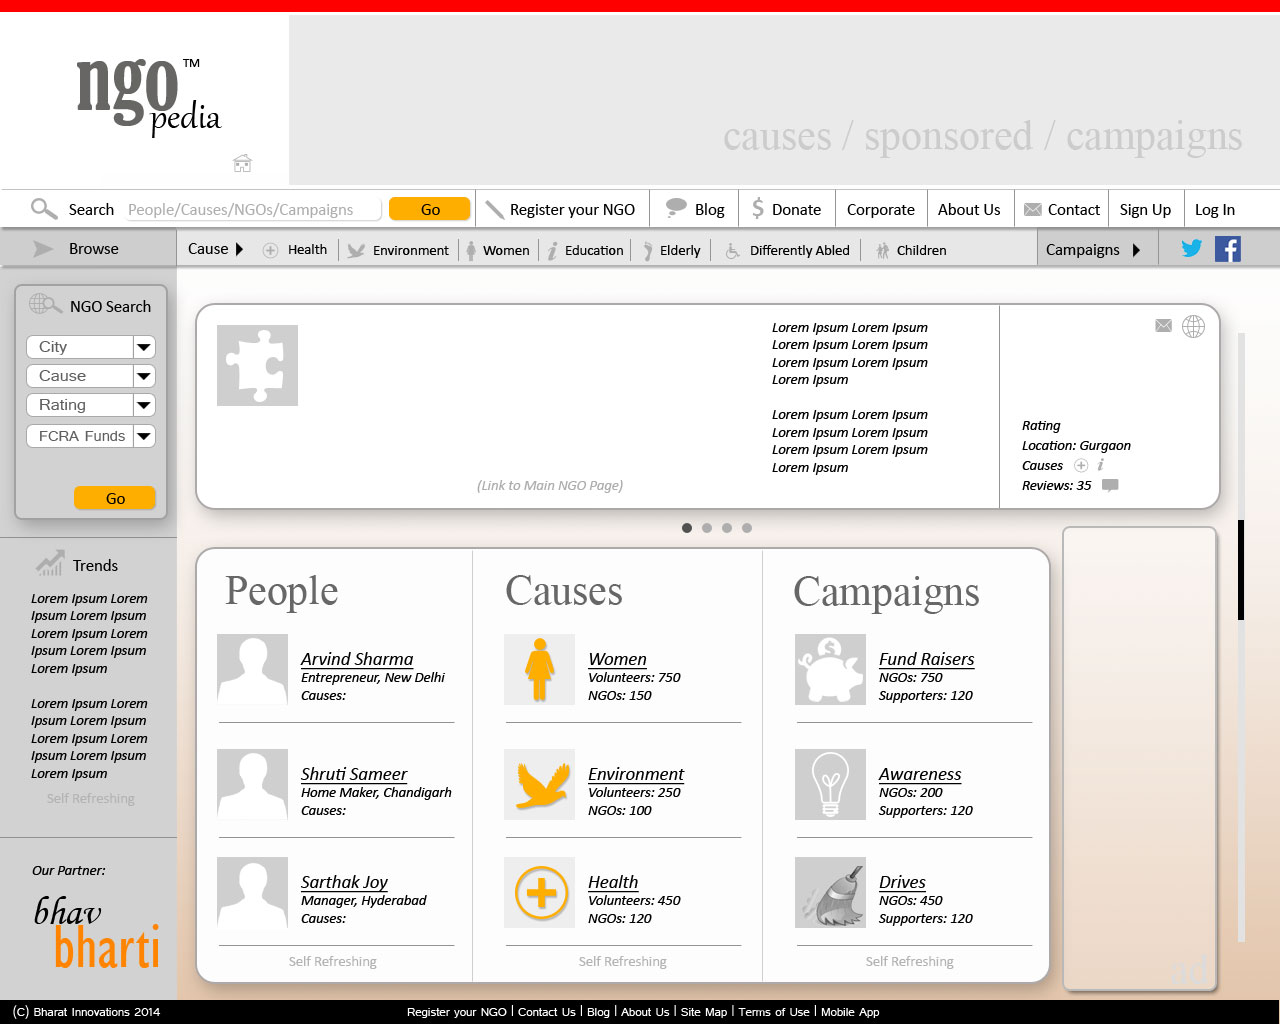 ngo™
pedia
causes / sponsored / campaigns
Search People/Causes/NGOs/Campaigns Go Register your NGO Blog Donate Corporate About Us Contact Sign Up Log In
Browse Cause Health Environment Women Education Elderly Differently Abled Children Campaigns
NGO Search
City
Cause
Rating
FCRA Funds
Go
Trends
Lorem Ipsum Lorem
Ipsum Lorem Ipsum
Lorem Ipsum Lorem
Ipsum Lorem Ipsum
Lorem Ipsum
Lorem Ipsum Lorem
Ipsum Lorem Ipsum
Lorem Ipsum Lorem
Ipsum Lorem Ipsum
Lorem Ipsum
Self Refreshing
Our Partner:
bhav
bharti
Lorem Ipsum Lorem Ipsum
Lorem Ipsum Lorem Ipsum
Lorem Ipsum Lorem Ipsum
Lorem Ipsum
Lorem Ipsum Lorem Ipsum
Lorem Ipsum Lorem Ipsum
Lorem Ipsum Lorem Ipsum
Lorem Ipsum
(Link to Main NGO Page)
Rating
Location: Gurgaon
Causes
Reviews: 35
People
Arvind Sharma
Entrepreneur, New Delhi
Causes:
Shruti Sameer
Home Maker, Chandigarh
Causes:
Sarthak Joy
Manager, Hyderabad
Causes:
Self Refreshing
Causes
Women
Volunteers: 750
NGOs: 150
Environment
Volunteers: 250
NGOs: 100
Health
Volunteers: 450
NGOs: 120
Self Refreshing
Campaigns
Fund Raisers
NGOs: 750
Supporters: 120
Awareness
NGOs: 200
Supporters: 120
Drives
NGOs: 450
Supporters: 120
Self Refreshing
ad
(C) Bharat Innovations 2014 Register your NGO | Contact Us | Blog | About Us | Site Map | Terms of Use | Mobile App